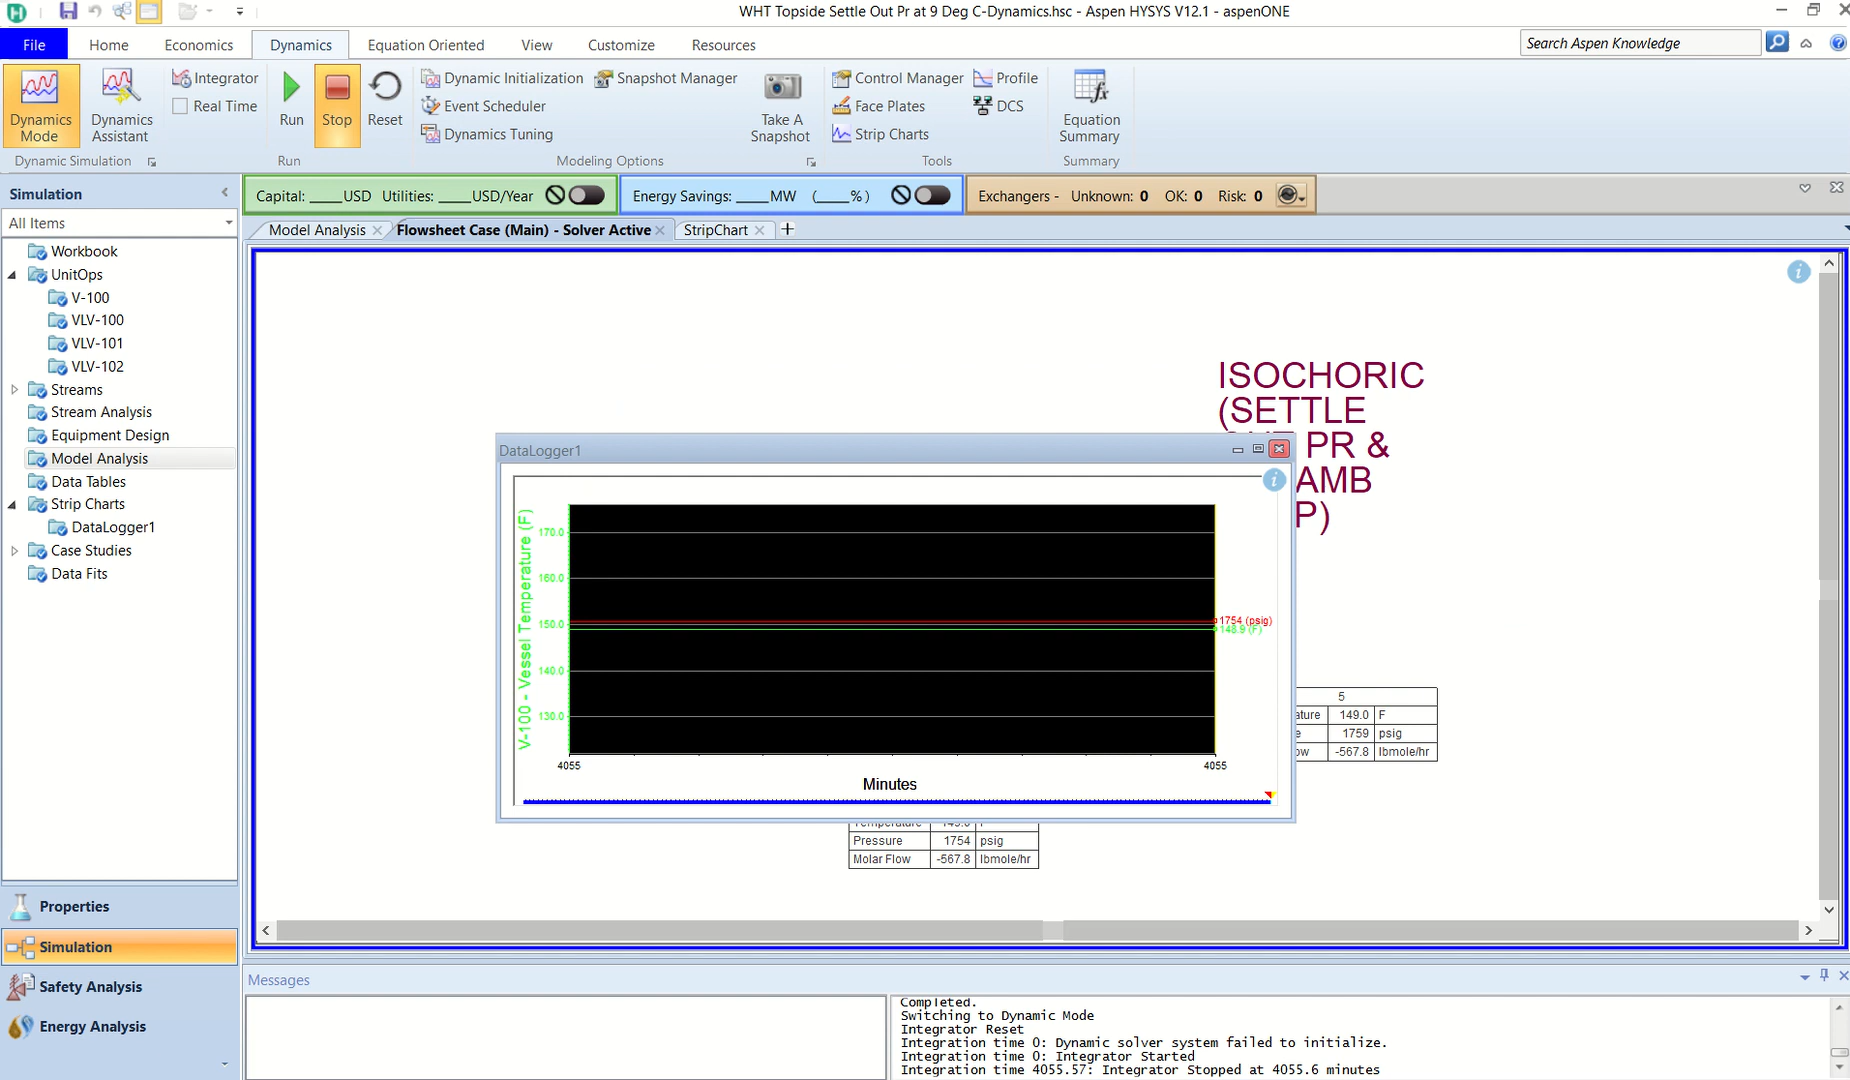 WHT Topside Settle Out Pr at 9 Deg C-Dynamics.hsc - Aspen HYSYS V12.1 - aspenONE
File Home Economics Dynamics Equation Oriented View Customize Resources
Search Aspen Knowledge
Dynamics Mode
Dynamics Assistant
Integrator
Real Time
Dynamic Simulation
Run
Stop
Reset
Run
Dynamic Initialization
Event Scheduler
Dynamics Tuning
Snapshot Manager
Take A Snapshot
Modeling Options
Control Manager
Face Plates
Strip Charts
Profile
DCS
Tools
Equation Summary
Summary
Simulation
All Items
Workbook
UnitOps
V-100
VLV-100
VLV-101
VLV-102
Streams
Stream Analysis
Equipment Design
Model Analysis
Data Tables
Strip Charts
DataLogger1
Case Studies
Data Fits
Properties
Simulation
Safety Analysis
Energy Analysis
Capital: ____USD Utilities: ____USD/Year
Energy Savings: ____MW (____%)
Exchangers - Unknown: 0 OK: 0 Risk: 0
Model Analysis
Flowsheet Case (Main) - Solver Active
StripChart
ISOCHORIC
(SETTLE
PR &
AMB
P)
DataLogger1
V-100 - Vessel Temperature (F)
170.0
160.0
150.0
140.0
130.0
1754 (psig)
148.9 (F)
4055
4055
Minutes
5
ature 149.0 F
e 1759 psig
ow -567.8 lbmole/hr
Pressure 1754 psig
Molar Flow -567.8 lbmole/hr
Messages
Completed.
Switching to Dynamic Mode
Integrator Reset
Integration time 0: Dynamic solver system failed to initialize.
Integration time 0: Integrator Started
Integration time 4055.57: Integrator Stopped at 4055.6 minutes